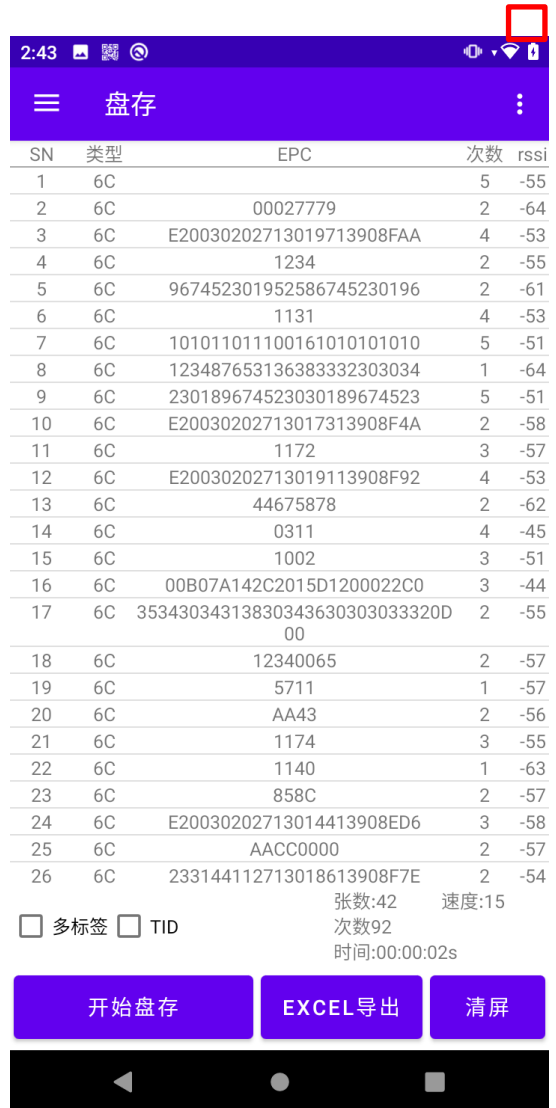 2:43
盘存
SN 类型 EPC 次数 rssi
1 6C 5 -55
2 6C 00027779 2 -64
3 6C E20030202713019713908FAA 4 -53
4 6C 1234 2 -55
5 6C 967452301952586745230196 2 -61
6 6C 1131 4 -53
7 6C 101011011100161010101010 5 -51
8 6C 123487653136383332303034 1 -64
9 6C 230189674523030189674523 5 -51
10 6C E20030202713017313908F4A 2 -58
11 6C 1172 3 -57
12 6C E20030202713019113908F92 4 -53
13 6C 44675878 2 -62
14 6C 0311 4 -45
15 6C 1002 3 -51
16 6C 00B07A142C2015D1200022C0 3 -44
17 6C 3534303431383034363030303332​0D 2 -55
00
18 6C 12340065 2 -57
19 6C 5711 1 -57
20 6C AA43 2 -56
21 6C 1174 3 -55
22 6C 1140 1 -63
23 6C 858C 2 -57
24 6C E20030202713014413908ED6 3 -58
25 6C AACC0000 2 -57
26 6C 233144112713018613908F7E 2 -54
张数:42 速度:15
多标签 TID 次数92
时间:00:00:02s
开始盘存 EXCEL导出 清屏